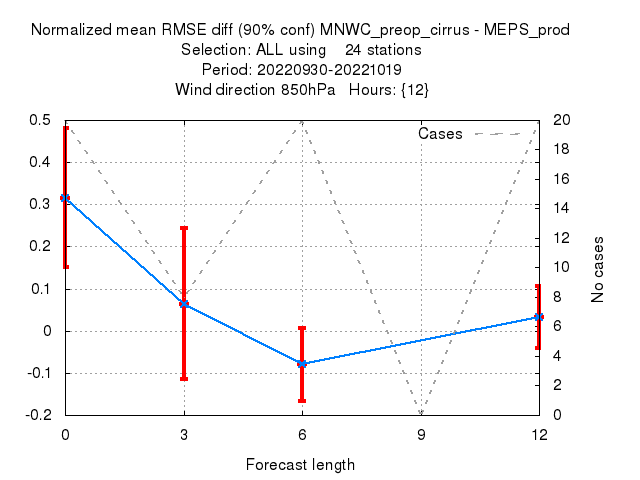 Normalized mean RMSE diff (90% conf) MNWC_preop_cirrus - MEPS_prod
Selection: ALL using    24 stations
Period: 20220930-20221019
Wind direction 850hPa   Hours: {12}
Cases
0.5
0.4
0.3
0.2
0.1
0
-0.1
-0.2
20
18
16
14
12
10
8
6
4
2
0
No cases
0 3 6 9 12
Forecast length